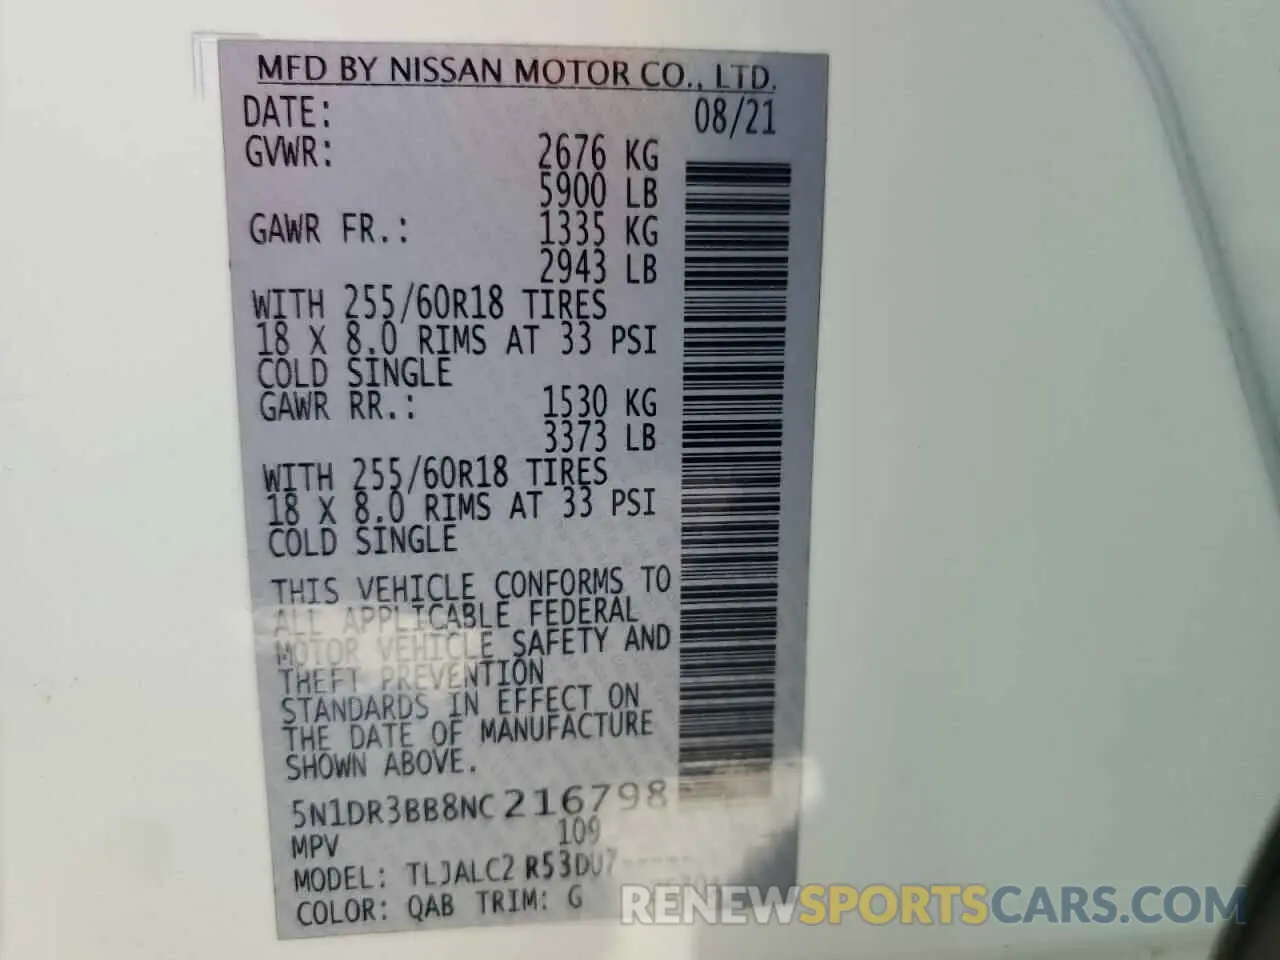 MFD BY NISSAN MOTOR CO., LTD.
DATE: 08/21
GVWR: 2676 KG
5900 LB
GAWR FR.: 1335 KG
2943 LB
WITH 255/60R18 TIRES
18 X 8.0 RIMS AT 33 PSI
COLD SINGLE
GAWR RR.: 1530 KG
3373 LB
WITH 255/60R18 TIRES
18 X 8.0 RIMS AT 33 PSI
COLD SINGLE
THIS VEHICLE CONFORMS TO
ALL APPLICABLE FEDERAL
MOTOR VEHICLE SAFETY AND
THEFT PREVENTION
STANDARDS IN EFFECT ON
THE DATE OF MANUFACTURE
SHOWN ABOVE.
5N1DR3BB8NC216798
MPV 109
MODEL: TLJALC2 R53DU7-----
COLOR: QAB TRIM: G
RENEWSPORTSCARS.COM